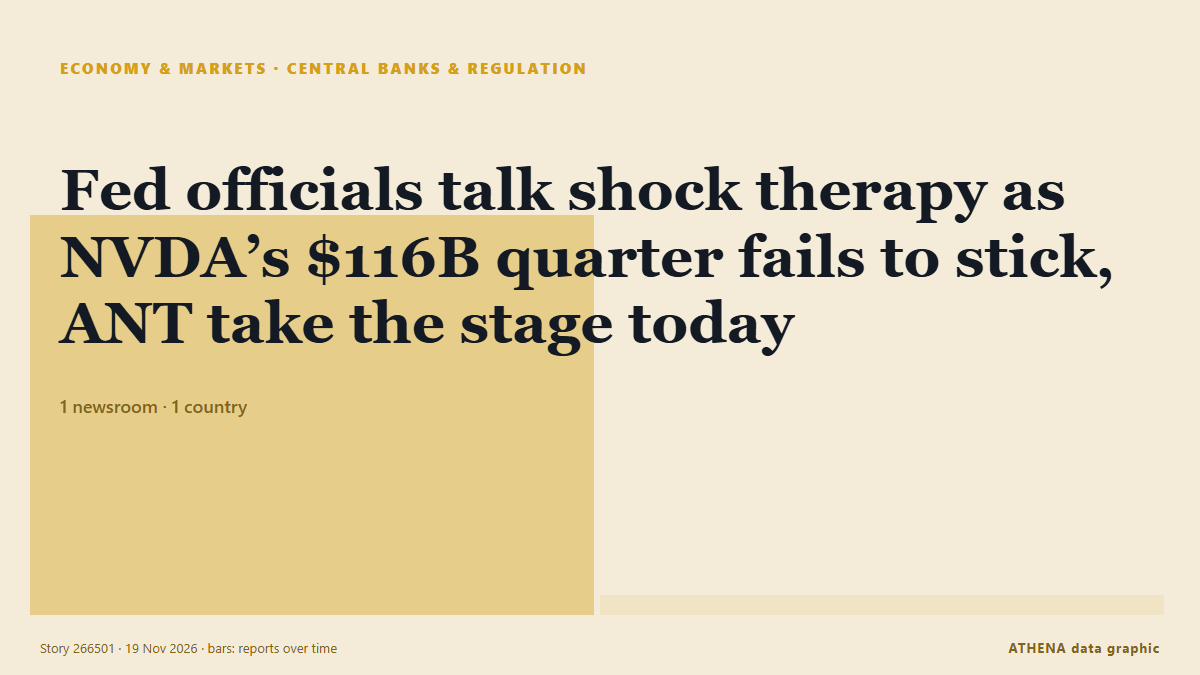 ECONOMY & MARKETS · CENTRAL BANKS & REGULATION
Fed officials talk shock therapy as
NVDA’s $116B quarter fails to stick,
ANT take the stage today
1 newsroom · 1 country
Story 266501 · 19 Nov 2026 · bars: reports over time
ATHENA data graphic